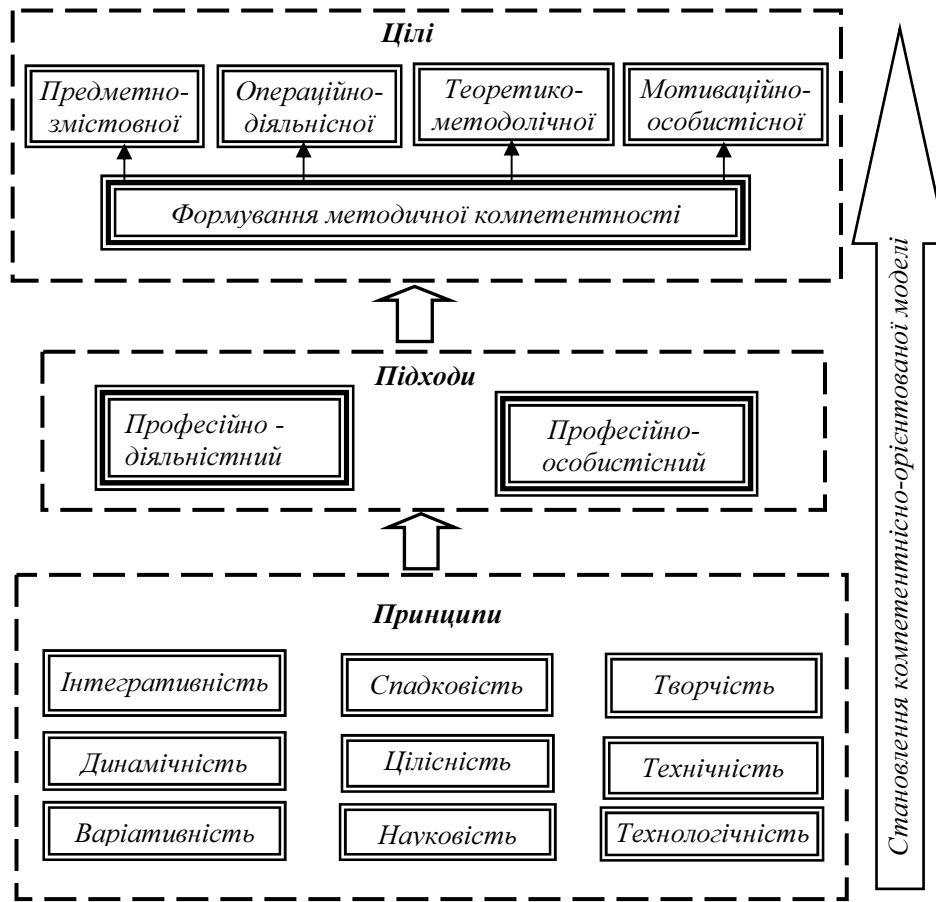 Цілі
Предметно-
змістовної
Операційно-
діяльнісної
Теоретико-
методолічної
Мотиваційно-
особистісної
Формування методичної компетентності
Підходи
Професійно -
діяльністний
Професійно-
особистісний
Принципи
Інтегративність
Спадковість
Творчість
Динамічність
Цілісність
Технічність
Варіативність
Науковість
Технологічність
Становлення компетентнісно-орієнтованої моделі